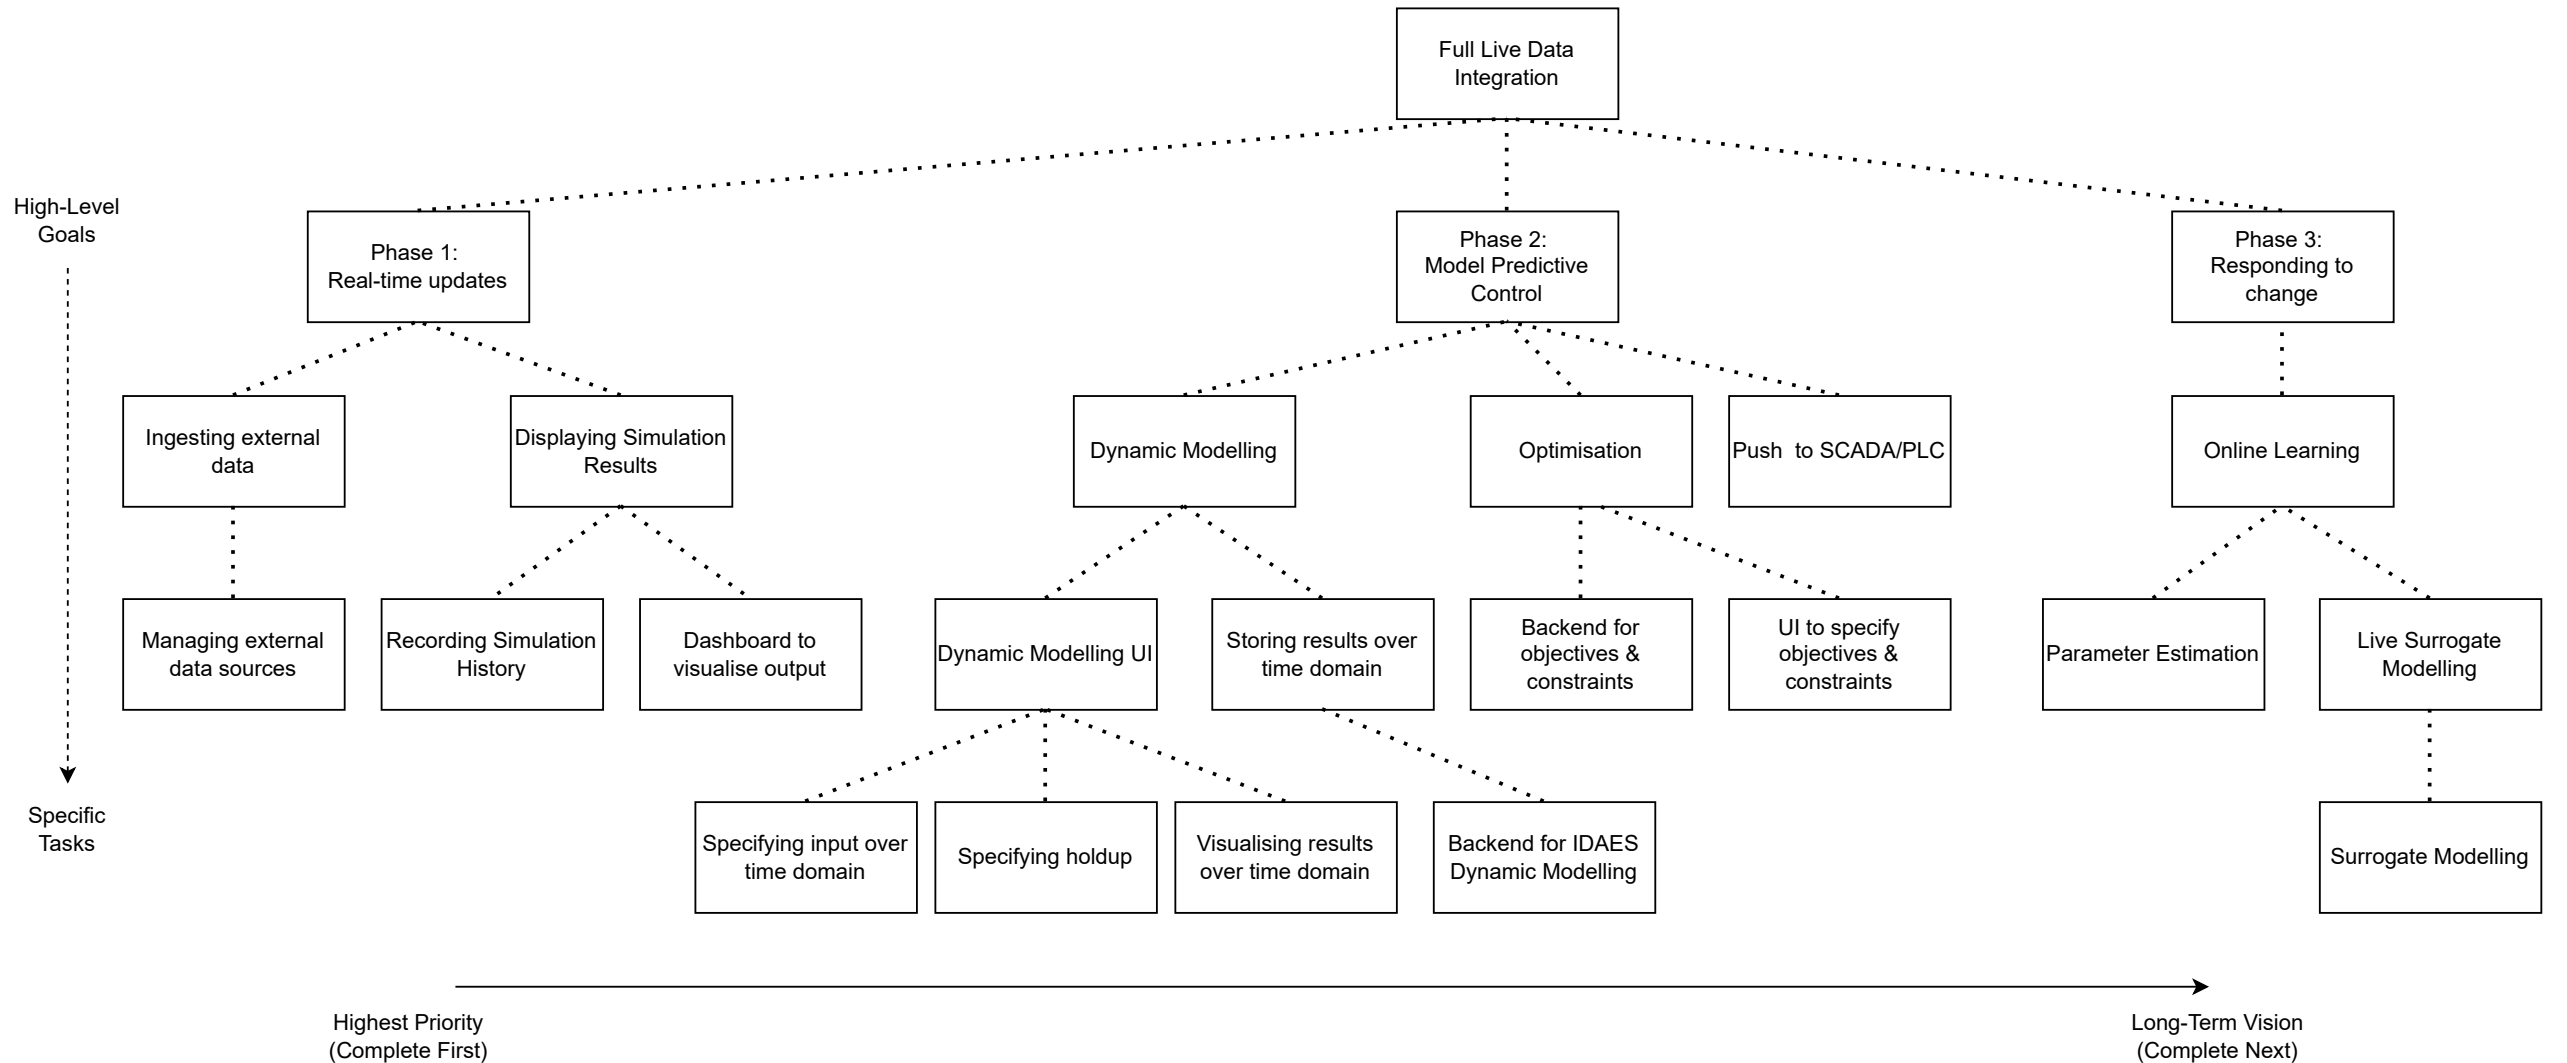 Full Live Data
Integration
High-Level
Goals
Phase 1:
Real-time updates
Phase 2:
Model Predictive
Control
Phase 3:
Responding to
change
Ingesting external
data
Displaying Simulation
Results
Dynamic Modelling
Optimisation
Push  to SCADA/PLC
Online Learning
Managing external
data sources
Recording Simulation
History
Dashboard to
visualise output
Dynamic Modelling UI
Storing results over
time domain
Backend for
objectives &
constraints
UI to specify
objectives &
constraints
Parameter Estimation
Live Surrogate
Modelling
Specific
Tasks
Specifying input over
time domain
Specifying holdup
Visualising results
over time domain
Backend for IDAES
Dynamic Modelling
Surrogate Modelling
Highest Priority
(Complete First)
Long-Term Vision
(Complete Next)